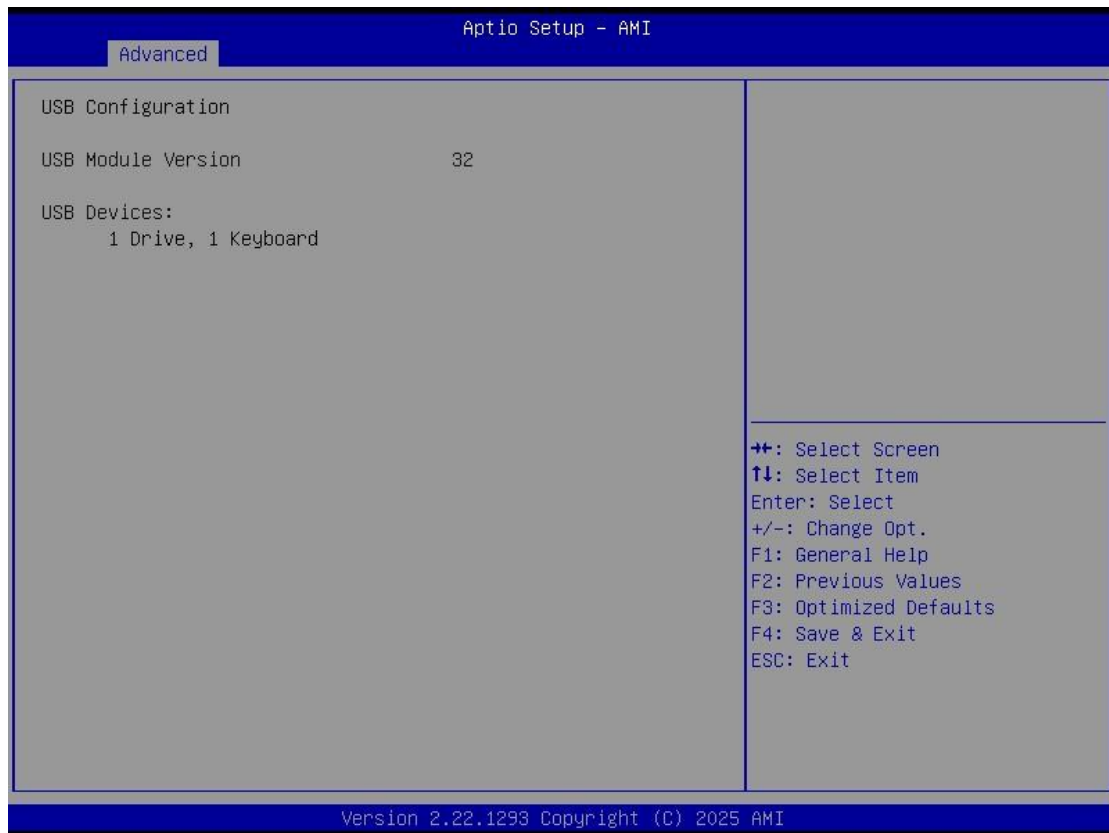 Aptio Setup – AMI
Advanced
USB Configuration
USB Module Version 32
USB Devices:
1 Drive, 1 Keyboard
→←: Select Screen
↑↓: Select Item
Enter: Select
+/-: Change Opt.
F1: General Help
F2: Previous Values
F3: Optimized Defaults
F4: Save & Exit
ESC: Exit
Version 2.22.1293 Copyright (C) 2025 AMI